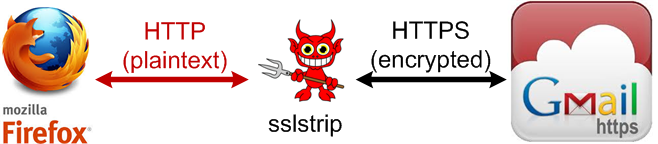 HTTP
(plaintext)
HTTPS
(encrypted)
mozilla
Firefox
sslstrip
Gmail
https